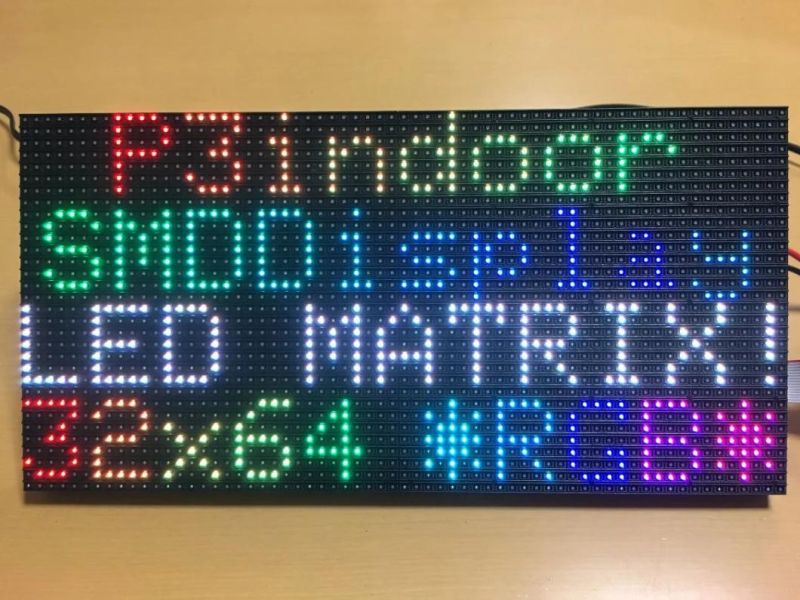 P3indoor
SMDDisplay
LED MATRIX!
32x64 *RGB*